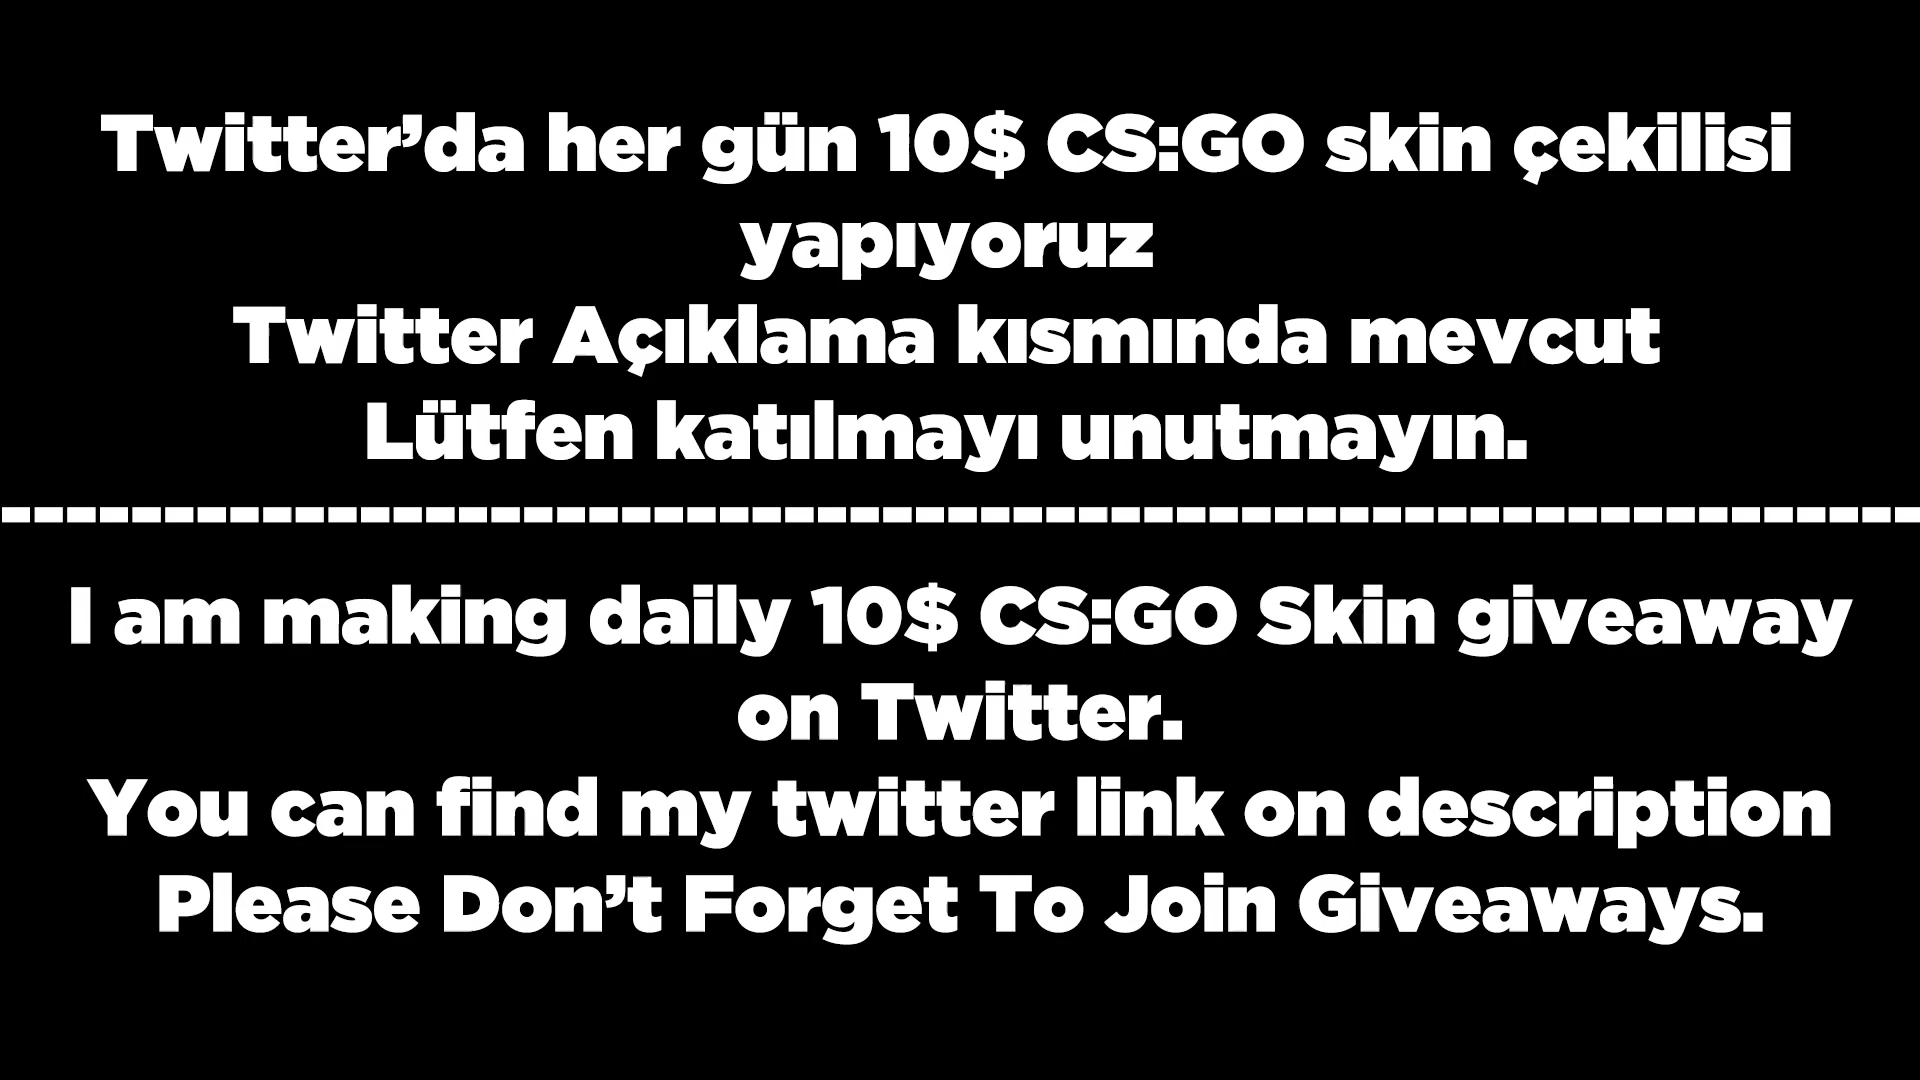 Twitter’da her gün 10$ CS:GO skin çekilisi
yapıyoruz
Twitter Açıklama kısmında mevcut
Lütfen katılmayı unutmayın.
I am making daily 10$ CS:GO Skin giveaway
on Twitter.
You can find my twitter link on description
Please Don’t Forget To Join Giveaways.